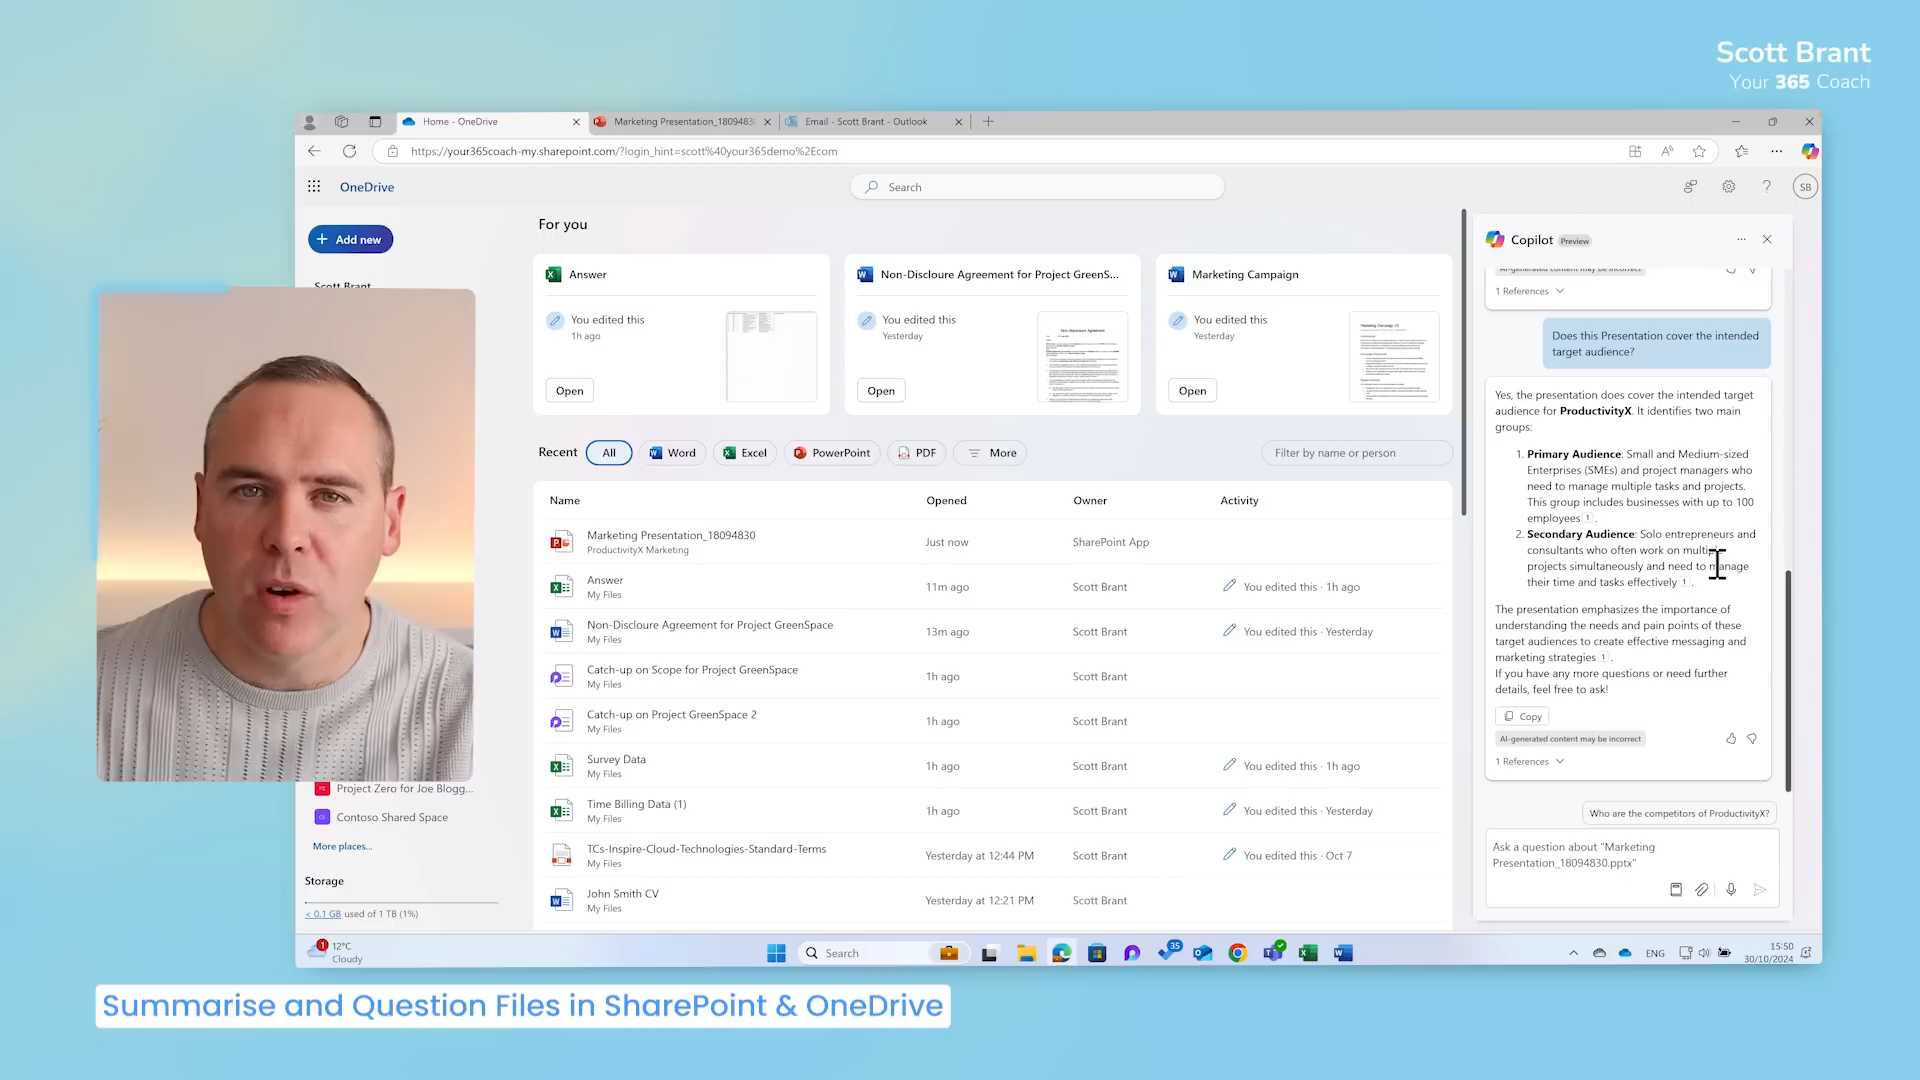 Scott Brant
Your 365 Coach
Home - OneDrive
Marketing Presentation_1809483
Email - Scott Brant - Outlook
https://your365coach-my.sharepoint.com/?login_hint=scott%40your365demo%2Ecom
OneDrive
Search
SB
Add new
Scott Brant
For you
Answer
You edited this
1h ago
Open
Non-Discloure Agreement for Project GreenS...
You edited this
Yesterday
Non Disclosure Agreement
Open
Marketing Campaign
You edited this
Yesterday
Marketing Campaign V2
Open
Recent
All
Word
Excel
PowerPoint
PDF
More
Filter by name or person
Name
Opened
Owner
Activity
Marketing Presentation_18094830
ProductivityX Marketing
Just now
SharePoint App
Answer
My Files
11m ago
Scott Brant
You edited this · 1h ago
Non-Discloure Agreement for Project GreenSpace
My Files
13m ago
Scott Brant
You edited this · Yesterday
Catch-up on Scope for Project GreenSpace
My Files
1h ago
Scott Brant
Catch-up on Project GreenSpace 2
My Files
1h ago
Scott Brant
Survey Data
My Files
1h ago
Scott Brant
You edited this · 1h ago
Time Billing Data (1)
My Files
1h ago
Scott Brant
You edited this · Yesterday
TCs-Inspire-Cloud-Technologies-Standard-Terms
My Files
Yesterday at 12:44 PM
Scott Brant
You edited this · Oct 7
John Smith CV
My Files
Yesterday at 12:21 PM
Scott Brant
Project Zero for Joe Blogg...
Contoso Shared Space
More places...
Storage
< 0.1 GB used of 1 TB (1%)
Copilot Preview
AI-generated content may be incorrect
1 References
Does this Presentation cover the intended
target audience?
Yes, the presentation does cover the intended target
audience for ProductivityX. It identifies two main
groups:
1. Primary Audience: Small and Medium-sized
Enterprises (SMEs) and project managers who
need to manage multiple tasks and projects.
This group includes businesses with up to 100
employees 1.
2. Secondary Audience: Solo entrepreneurs and
consultants who often work on
projects simultaneously and need to manage
their time and tasks effectively 1.
The presentation emphasizes the importance of
understanding the needs and pain points of these
target audiences to create effective messaging and
marketing strategies 1.
If you have any more questions or need further
details, feel free to ask!
Copy
AI-generated content may be incorrect
1 References
Who are the competitors of ProductivityX?
Ask a question about "Marketing
Presentation_18094830.pptx"
1
12°C
Cloudy
Search
35
ENG
15:50
30/10/2024
Summarise and Question Files in SharePoint & OneDrive